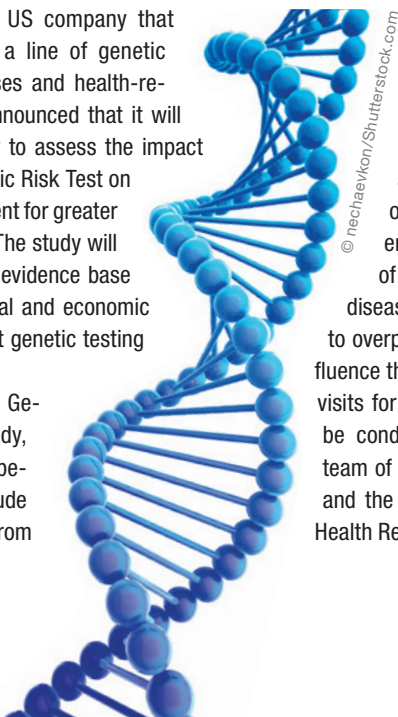 US company that
a line of genetic
ses and health-re-
nnounced that it will
to assess the impact
ic Risk Test on
ent for greater
The study will
evidence base
al and economic
t genetic testing
Ge-
dy,
pe-
ude
rom
© nechaevkon/Shutterstock.com
o
er
of
diseas
to overp
fluence th
visits for
be cond
team of
and the
Health Re